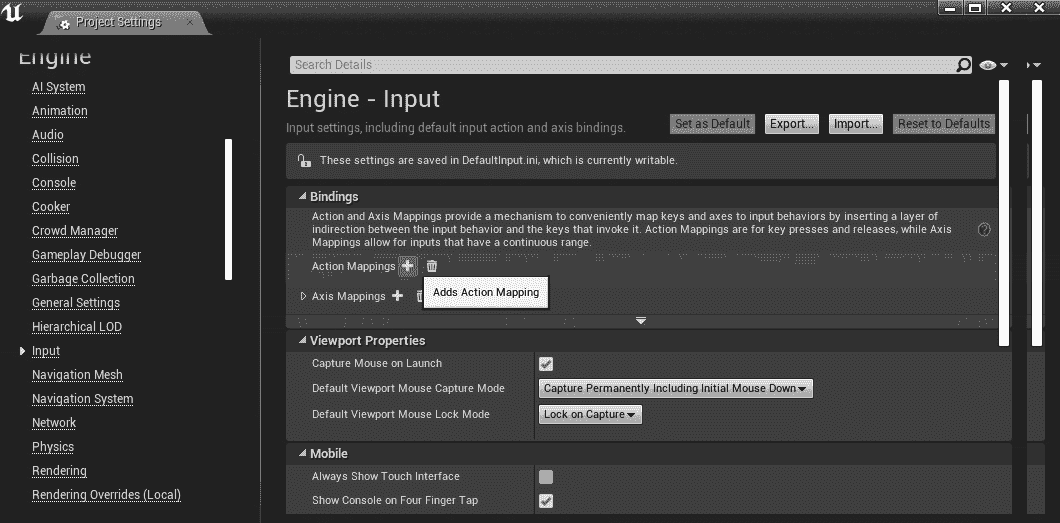 Project Settings
Engine
AI System
Animation
Audio
Collision
Console
Cooker
Crowd Manager
Gameplay Debugger
Garbage Collection
General Settings
Hierarchical LOD
Input
Navigation Mesh
Navigation System
Network
Physics
Rendering
Rendering Overrides (Local)
Search Details
Engine - Input
Input settings, including default input action and axis bindings.
Set as Default
Export...
Import...
Reset to Defaults
These settings are saved in DefaultInput.ini, which is currently writable.
Bindings
Action and Axis Mappings provide a mechanism to conveniently map keys and axes to input behaviors by inserting a layer of
indirection between the input behavior and the keys that invoke it. Action Mappings are for key presses and releases, while Axis
Mappings allow for inputs that have a continuous range.
Action Mappings
Adds Action Mapping
Axis Mappings
Viewport Properties
Capture Mouse on Launch
Default Viewport Mouse Capture Mode
Capture Permanently Including Initial Mouse Down
Default Viewport Mouse Lock Mode
Lock on Capture
Mobile
Always Show Touch Interface
Show Console on Four Finger Tap